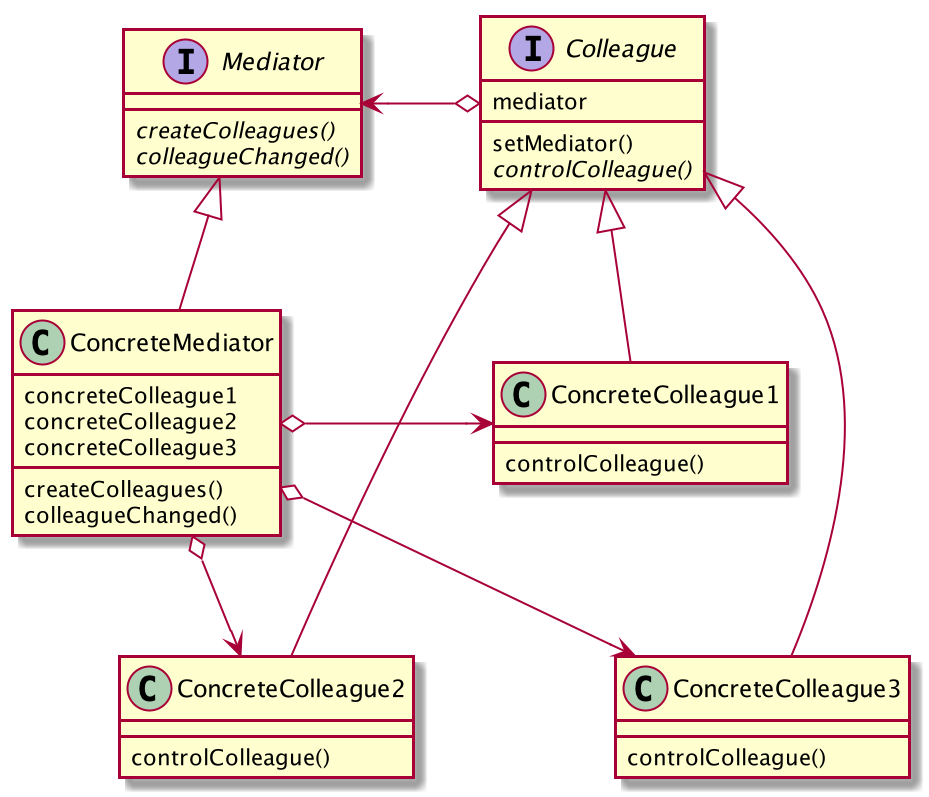 I Mediator
createColleagues()
colleagueChanged()
I Colleague
mediator
setMediator()
controlColleague()
C ConcreteMediator
concreteColleague1
concreteColleague2
concreteColleague3
createColleagues()
colleagueChanged()
C ConcreteColleague1
controlColleague()
C ConcreteColleague2
controlColleague()
C ConcreteColleague3
controlColleague()